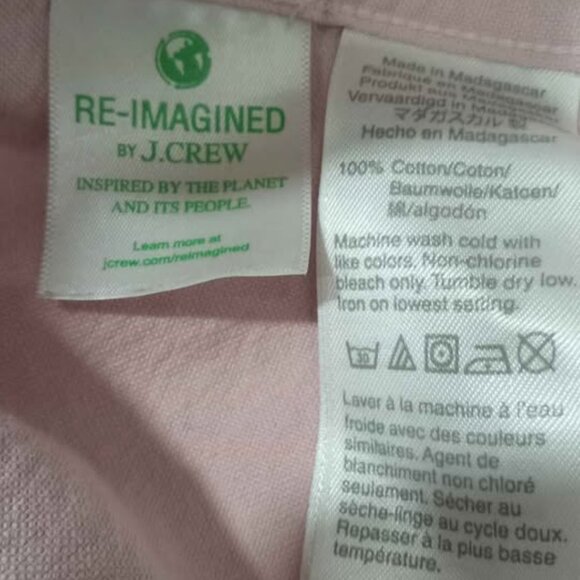 RE-IMAGINED
BY J.CREW
INSPIRED BY THE PLANET
AND ITS PEOPLE.
Learn more at
jcrew.com/reimagined
Made in Madagascar
Fabriqué en Madagascar
Produkt aus Madagascar
Vervaardigd in Madagascar
マダガスカル 製
Hecho en Madagascar
100% Cotton/Coton/
Baumwolle/Katoen/
綿/algodón
Machine wash cold with
like colors. Non-chlorine
bleach only. Tumble dry low.
Iron on lowest setting.
30
Laver à la machine à l'eau
froide avec des couleurs
similaires. Agent de
blanchiment non chloré
seulement. Sécher au
sèche-linge au cycle doux.
Repasser à la plus basse
température.